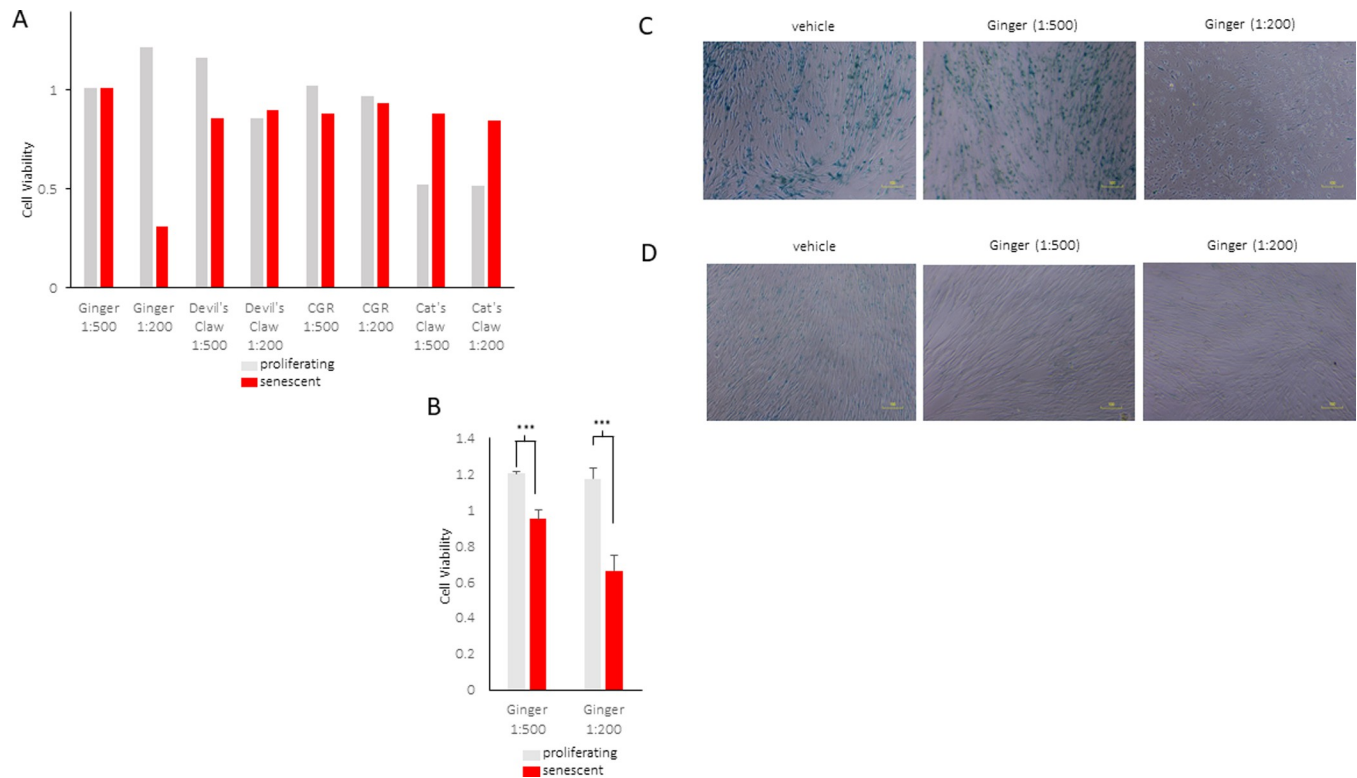 A
1
0.5
0
Cell Viability
Ginger Ginger Devil's Devil's CGR CGR Cat's Cat's
1:500 1:200 Claw Claw 1:500 1:200 Claw Claw
1:500 1:200 1:500 1:200
proliferating
senescent
B
*** ***
1.4
1.2
1
0.8
0.6
0.4
0.2
0
Cell Viability
Ginger Ginger
1:500 1:200
proliferating
senescent
C
vehicle Ginger (1:500) Ginger (1:200)
D
vehicle Ginger (1:500) Ginger (1:200)